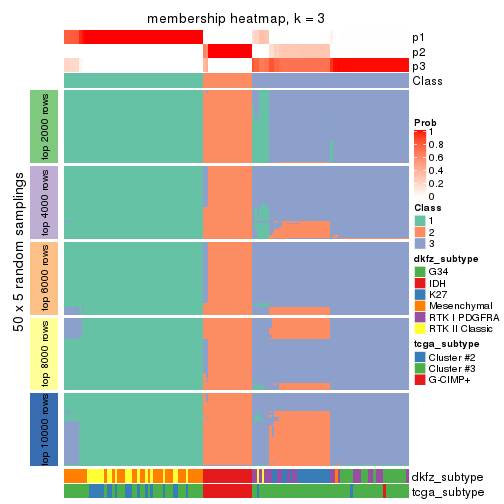 membership heatmap, k = 3
p1
p2
p3
Class
50 x 5 random samplings
top 2000 rows
top 4000 rows
top 6000 rows
top 8000 rows
top 10000 rows
dkfz_subtype
tcga_subtype
Prob
1
0.8
0.6
0.4
0.2
0
Class
1
2
3
dkfz_subtype
G34
IDH
K27
Mesenchymal
RTK I PDGFRA
RTK II Classic
tcga_subtype
Cluster #2
Cluster #3
G-CIMP+